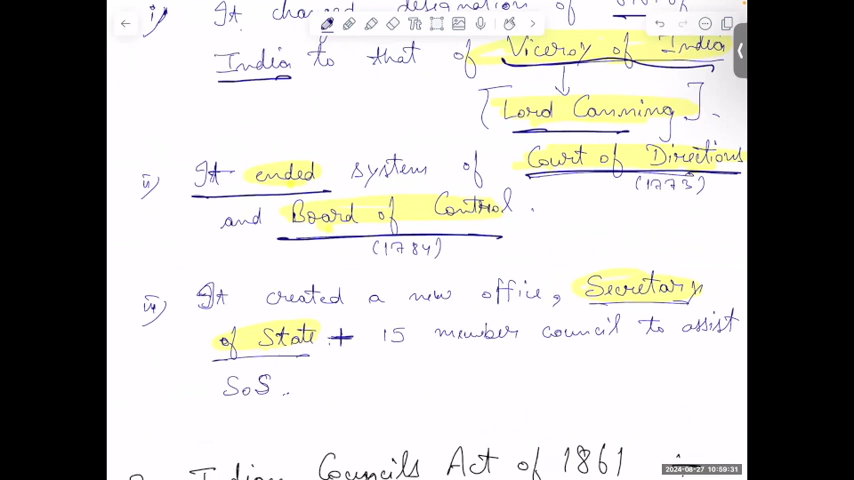 i) It changed designation of
India to that of Viceroy of India
[Lord Canning].
ii) It ended system of Court of Directions
(1773)
and Board of Control.
(1784)
It created a new office, Secretary
of State + 15 member council to assist
SoS.
Indian Councils Act of 1861
2024-06-27 10:59:31